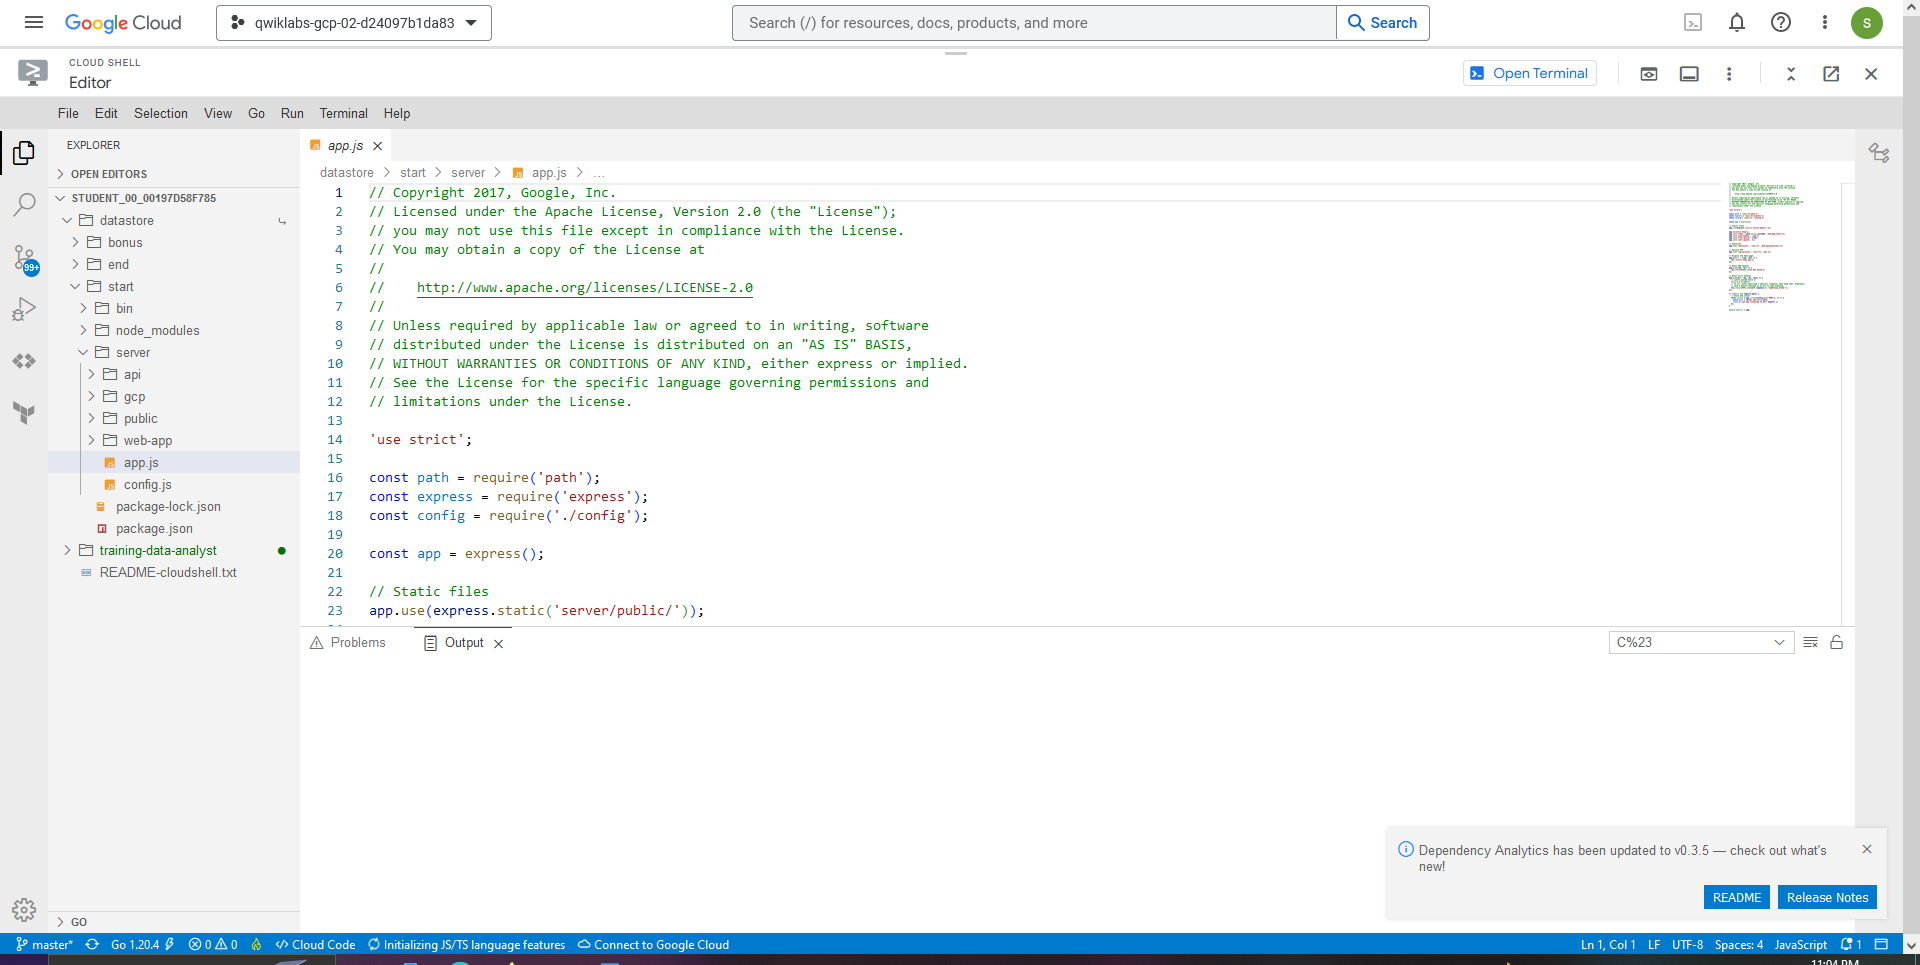 Google Cloud
qwiklabs-gcp-02-d24097b1da83
Search (/) for resources, docs, products, and more
Search
S
CLOUD SHELL
Editor
Open Terminal
File Edit Selection View Go Run Terminal Help
EXPLORER
OPEN EDITORS
STUDENT_00_00197D58F785
datastore
bonus
end
start
bin
node_modules
server
api
gcp
public
web-app
app.js
config.js
package-lock.json
package.json
training-data-analyst
README-cloudshell.txt
GO
99+
app.js
datastore > start > server > app.js > ...
1 // Copyright 2017, Google, Inc.
2 // Licensed under the Apache License, Version 2.0 (the "License");
3 // you may not use this file except in compliance with the License.
4 // You may obtain a copy of the License at
5 //
6 //    http://www.apache.org/licenses/LICENSE-2.0
7 //
8 // Unless required by applicable law or agreed to in writing, software
9 // distributed under the License is distributed on an "AS IS" BASIS,
10 // WITHOUT WARRANTIES OR CONDITIONS OF ANY KIND, either express or implied.
11 // See the License for the specific language governing permissions and
12 // limitations under the License.
13
14 'use strict';
15
16 const path = require('path');
17 const express = require('express');
18 const config = require('./config');
19
20 const app = express();
21
22 // Static files
23 app.use(express.static('server/public/'));
Problems Output
C%23
Dependency Analytics has been updated to v0.3.5 — check out what's
new!
README Release Notes
master* Go 1.20.4 0 0 Cloud Code Initializing JS/TS language features Connect to Google Cloud
Ln 1, Col 1 LF UTF-8 Spaces: 4 JavaScript 1
11:04 PM